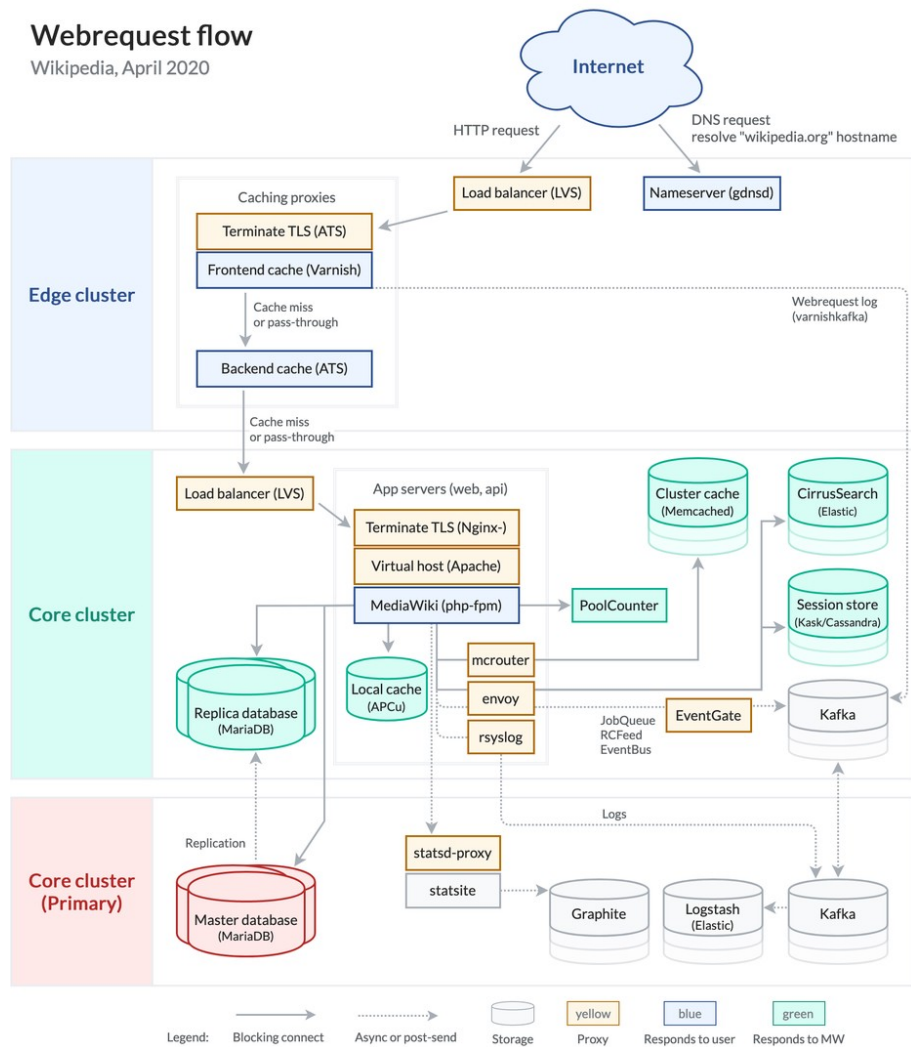 Webrequest flow
Wikipedia, April 2020
Internet
HTTP request
DNS request
resolve "wikipedia.org" hostname
Edge cluster
Caching proxies
Load balancer (LVS)
Nameserver (gdnsd)
Terminate TLS (ATS)
Frontend cache (Varnish)
Cache miss
or pass-through
Webrequest log
(varnishkafka)
Backend cache (ATS)
Cache miss
or pass-through
Core cluster
Load balancer (LVS)
App servers (web, api)
Terminate TLS (Nginx-)
Virtual host (Apache)
MediaWiki (php-fpm)
PoolCounter
Cluster cache
(Memcached)
CirrusSearch
(Elastic)
Session store
(Kask/Cassandra)
mcrouter
envoy
rsyslog
Local cache
(APCu)
Replica database
(MariaDB)
JobQueue
RCFeed
EventBus
EventGate
Kafka
Core cluster
(Primary)
Replication
Master database
(MariaDB)
Logs
statsd-proxy
statsite
Graphite
Logstash
(Elastic)
Kafka
Legend:
Blocking connect
Async or post-send
Storage
yellow
Proxy
blue
Responds to user
green
Responds to MW